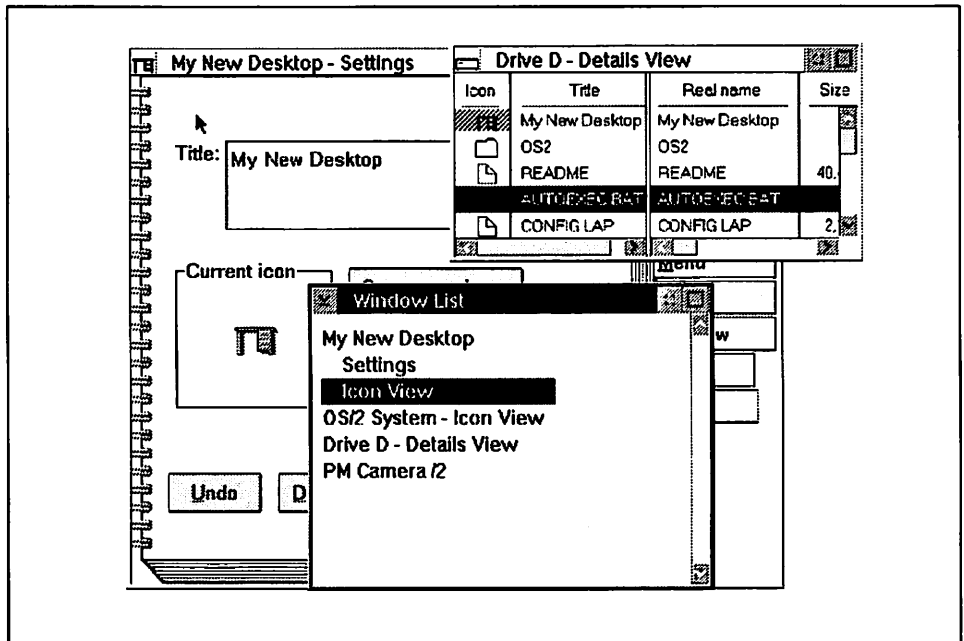 My New Desktop - Settings
Title:
My New Desktop
Current icon
Undo
D
Drive D - Details View
Icon Title Real name Size
My New Desktop My New Desktop
OS2 OS2
README README 40.
AUTOEXEC BAT AUTOEXEC BAT
CONFIG LAP CONFIG LAP 2,
Menu
w
Window List
My New Desktop
Settings
Icon View
OS/2 System - Icon View
Drive D - Details View
PM Camera /2